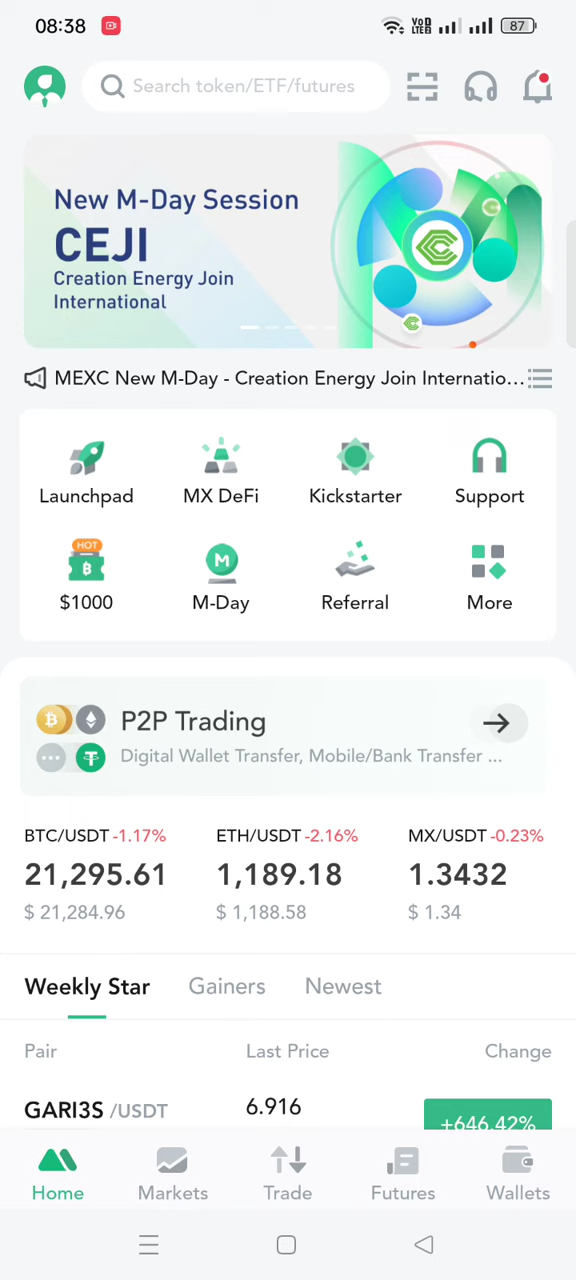 08:38
VoD LTE2
87
Search token/ETF/futures
New M-Day Session
CEJI
Creation Energy Join
International
MEXC New M-Day - Creation Energy Join Internatio...
Launchpad MX DeFi Kickstarter Support
HOT
M
$1000 M-Day Referral More
P2P Trading
Digital Wallet Transfer, Mobile/Bank Transfer ...
BTC/USDT -1.17% ETH/USDT -2.16% MX/USDT -0.23%
21,295.61 1,189.18 1.3432
$ 21,284.96 $ 1,188.58 $ 1.34
Weekly Star Gainers Newest
Pair Last Price Change
GARI3S /USDT 6.916 +646.42%
Home Markets Trade Futures Wallets